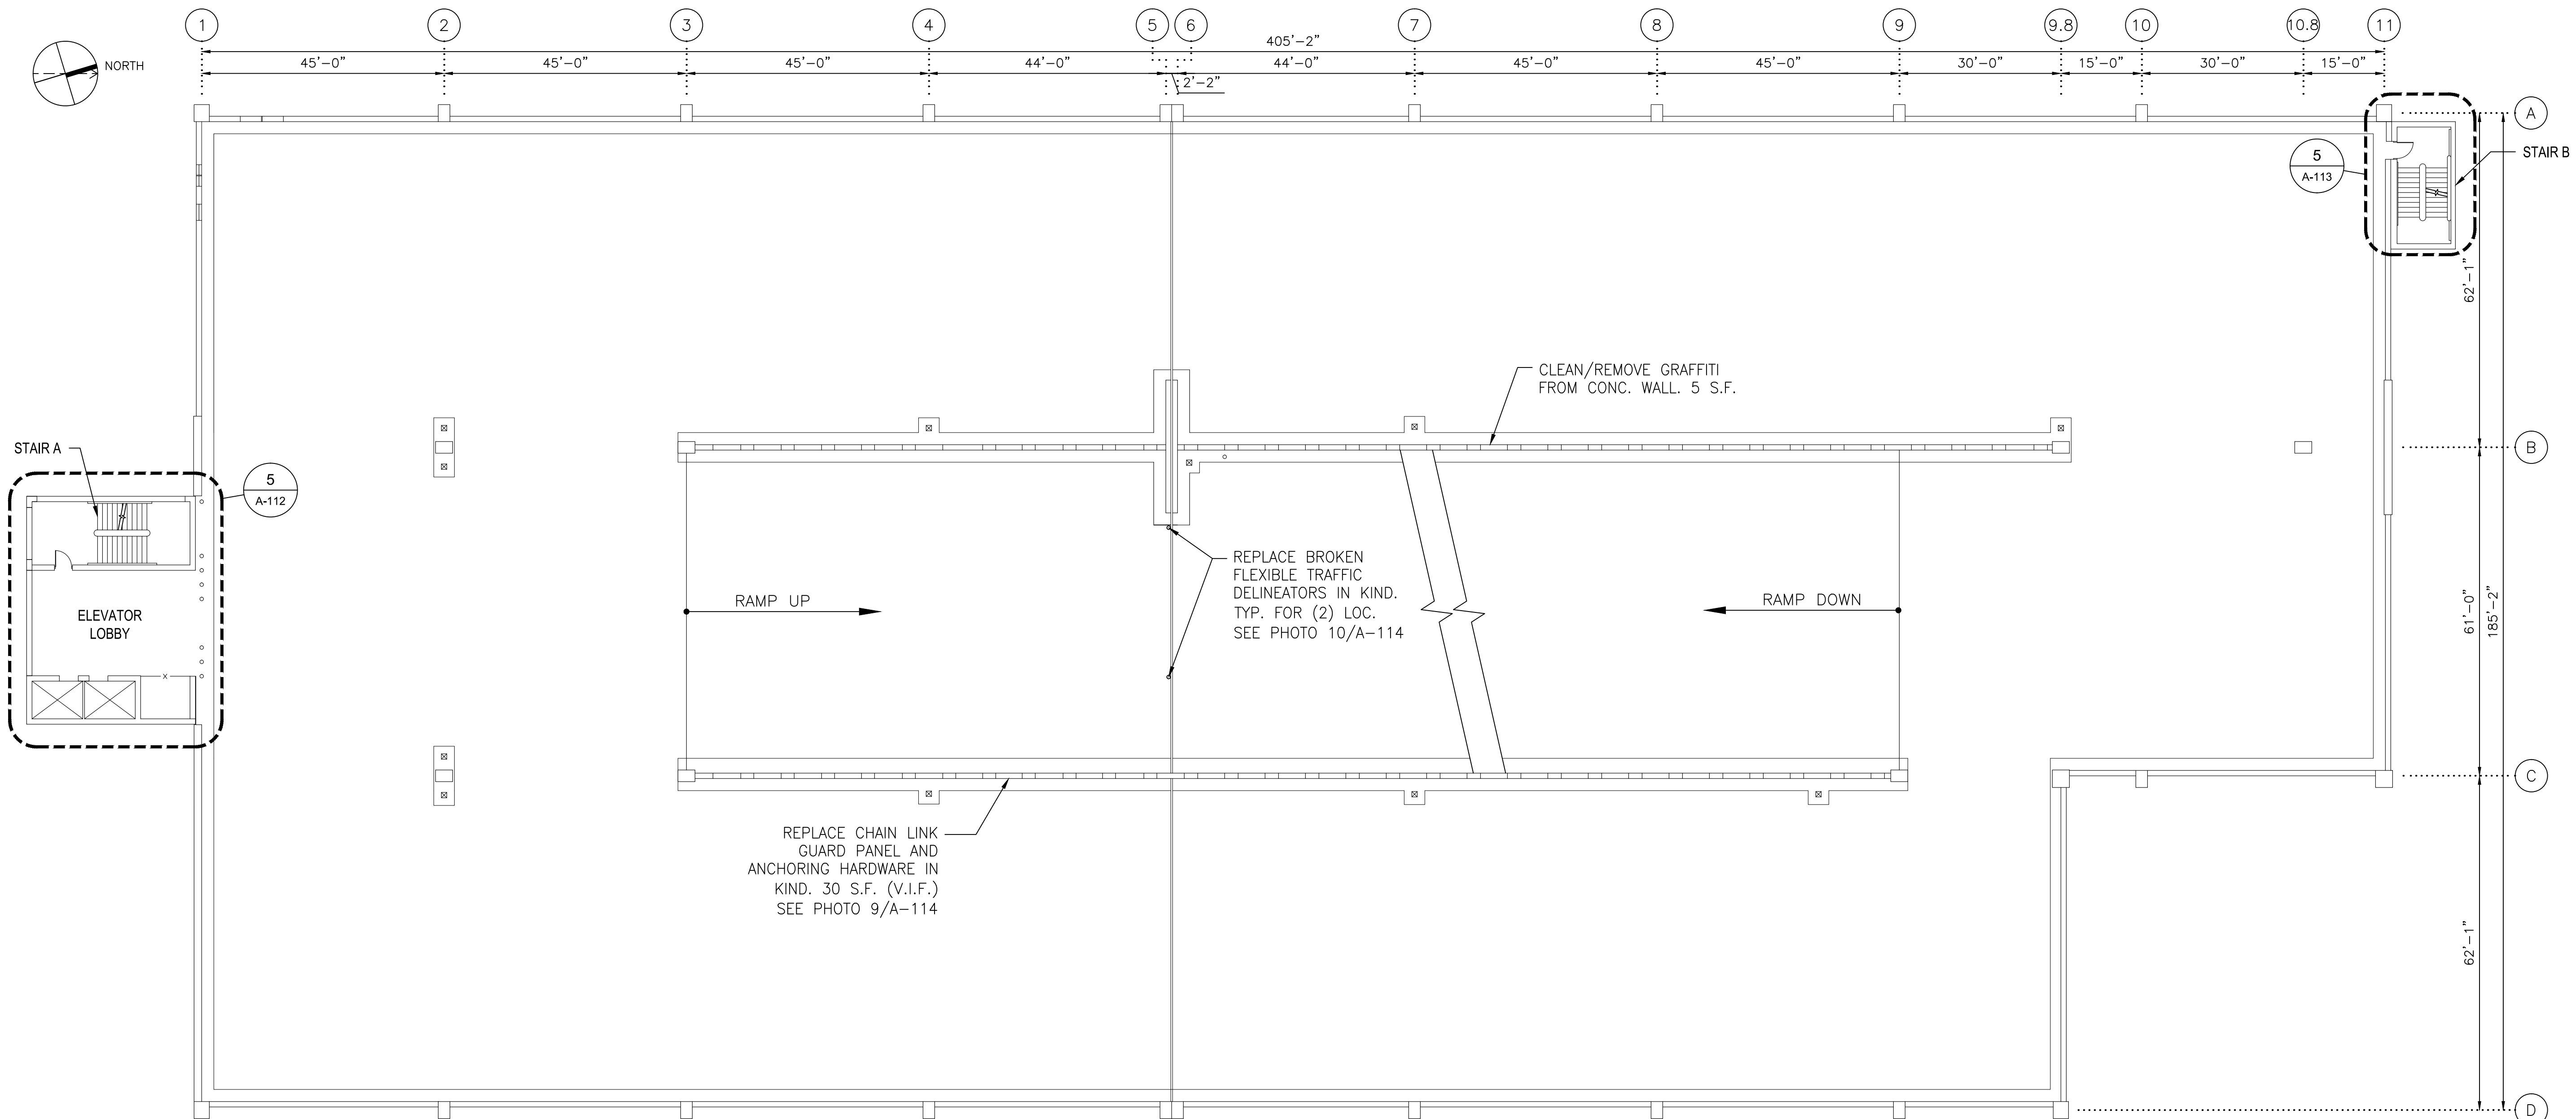 1
2
3
4
5
6
7
8
9
9.8
10
10.8
11
405'-2"
NORTH
45'-0"
45'-0"
45'-0"
44'-0"
2'-2"
44'-0"
45'-0"
45'-0"
30'-0"
15'-0"
30'-0"
15'-0"
A
5
A-113
STAIR B
62'-1"
CLEAN/REMOVE GRAFFITI
FROM CONC. WALL. 5 S.F.
STAIR A
B
5
A-112
REPLACE BROKEN
FLEXIBLE TRAFFIC
DELINEATORS IN KIND.
TYP. FOR (2) LOC.
SEE PHOTO 10/A-114
RAMP UP
RAMP DOWN
ELEVATOR
LOBBY
61'-0"
185'-2"
X
C
REPLACE CHAIN LINK
GUARD PANEL AND
ANCHORING HARDWARE IN
KIND. 30 S.F. (V.I.F.)
SEE PHOTO 9/A-114
62'-1"
D